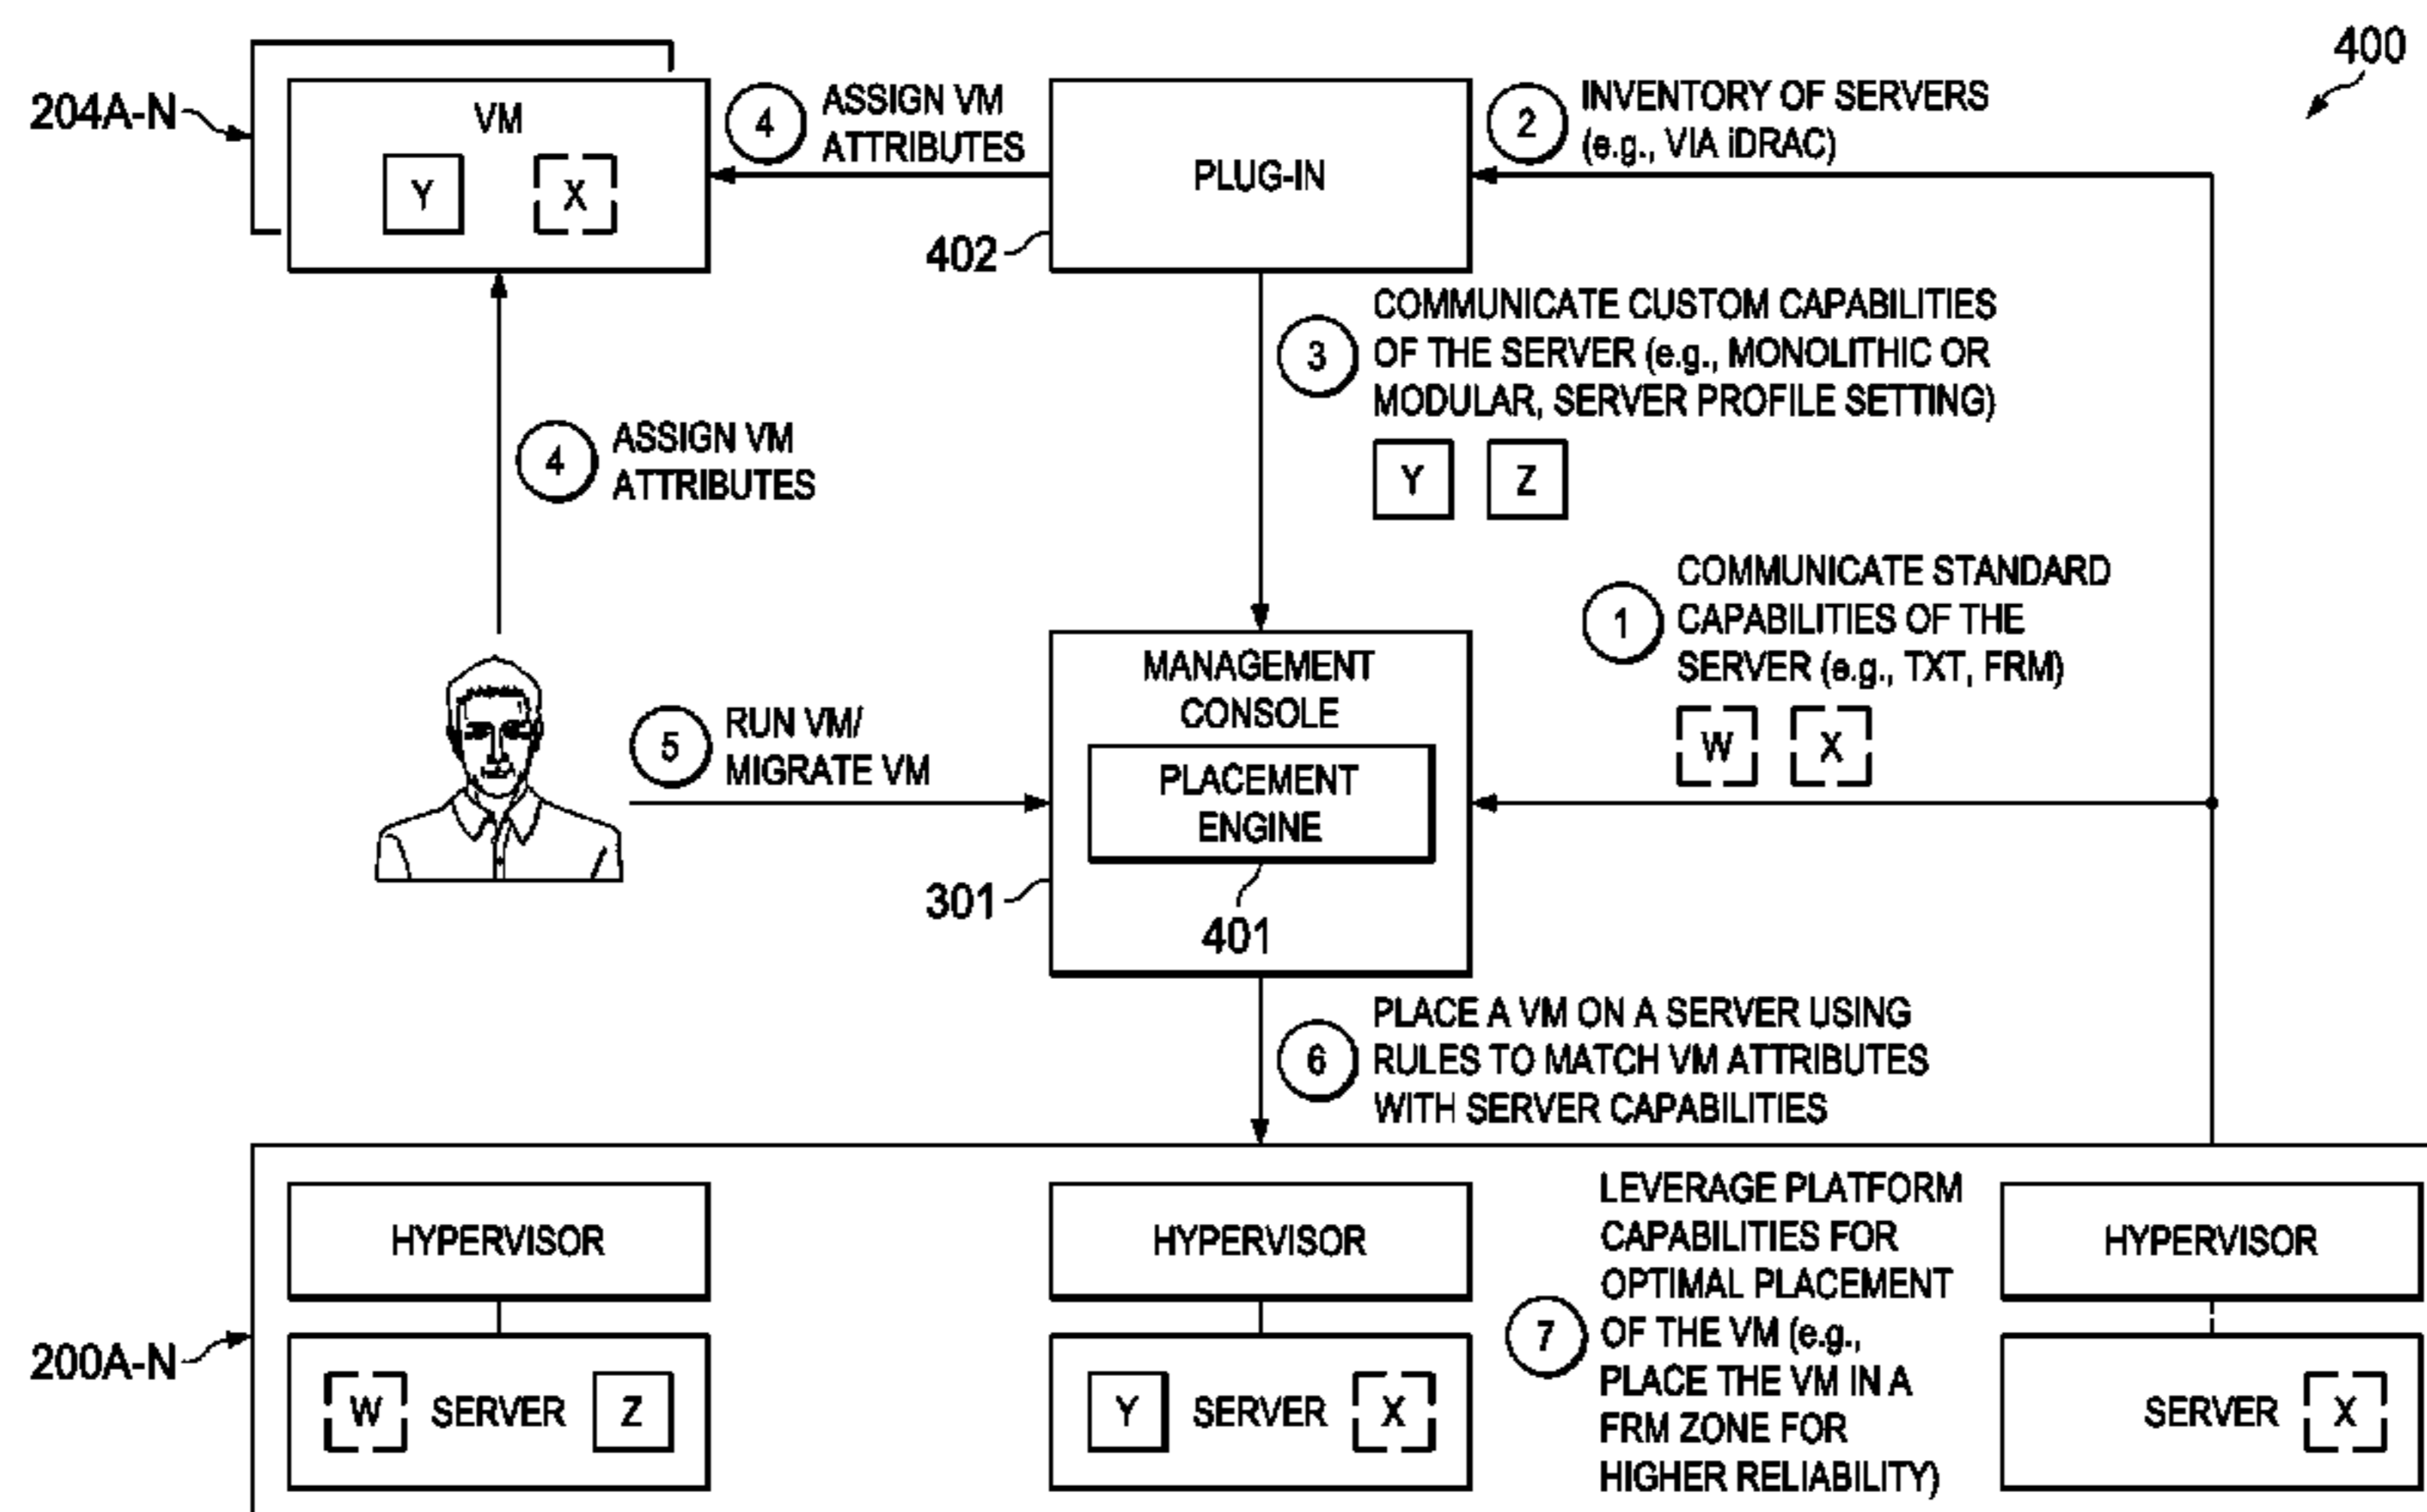 400
204A-N
VM
Y
X
4
ASSIGN VM
ATTRIBUTES
PLUG-IN
402
2
INVENTORY OF SERVERS
(e.g., VIA iDRAC)
3
COMMUNICATE CUSTOM CAPABILITIES
OF THE SERVER (e.g., MONOLITHIC OR
MODULAR, SERVER PROFILE SETTING)
Y
Z
4
ASSIGN VM
ATTRIBUTES
1
COMMUNICATE STANDARD
CAPABILITIES OF THE
SERVER (e.g., TXT, FRM)
W
X
5
RUN VM/
MIGRATE VM
MANAGEMENT
CONSOLE
PLACEMENT
ENGINE
301
401
6
PLACE A VM ON A SERVER USING
RULES TO MATCH VM ATTRIBUTES
WITH SERVER CAPABILITIES
200A-N
HYPERVISOR
W
SERVER
Z
HYPERVISOR
Y
SERVER
X
7
LEVERAGE PLATFORM
CAPABILITIES FOR
OPTIMAL PLACEMENT
OF THE VM (e.g.,
PLACE THE VM IN A
FRM ZONE FOR
HIGHER RELIABILITY)
HYPERVISOR
SERVER
X